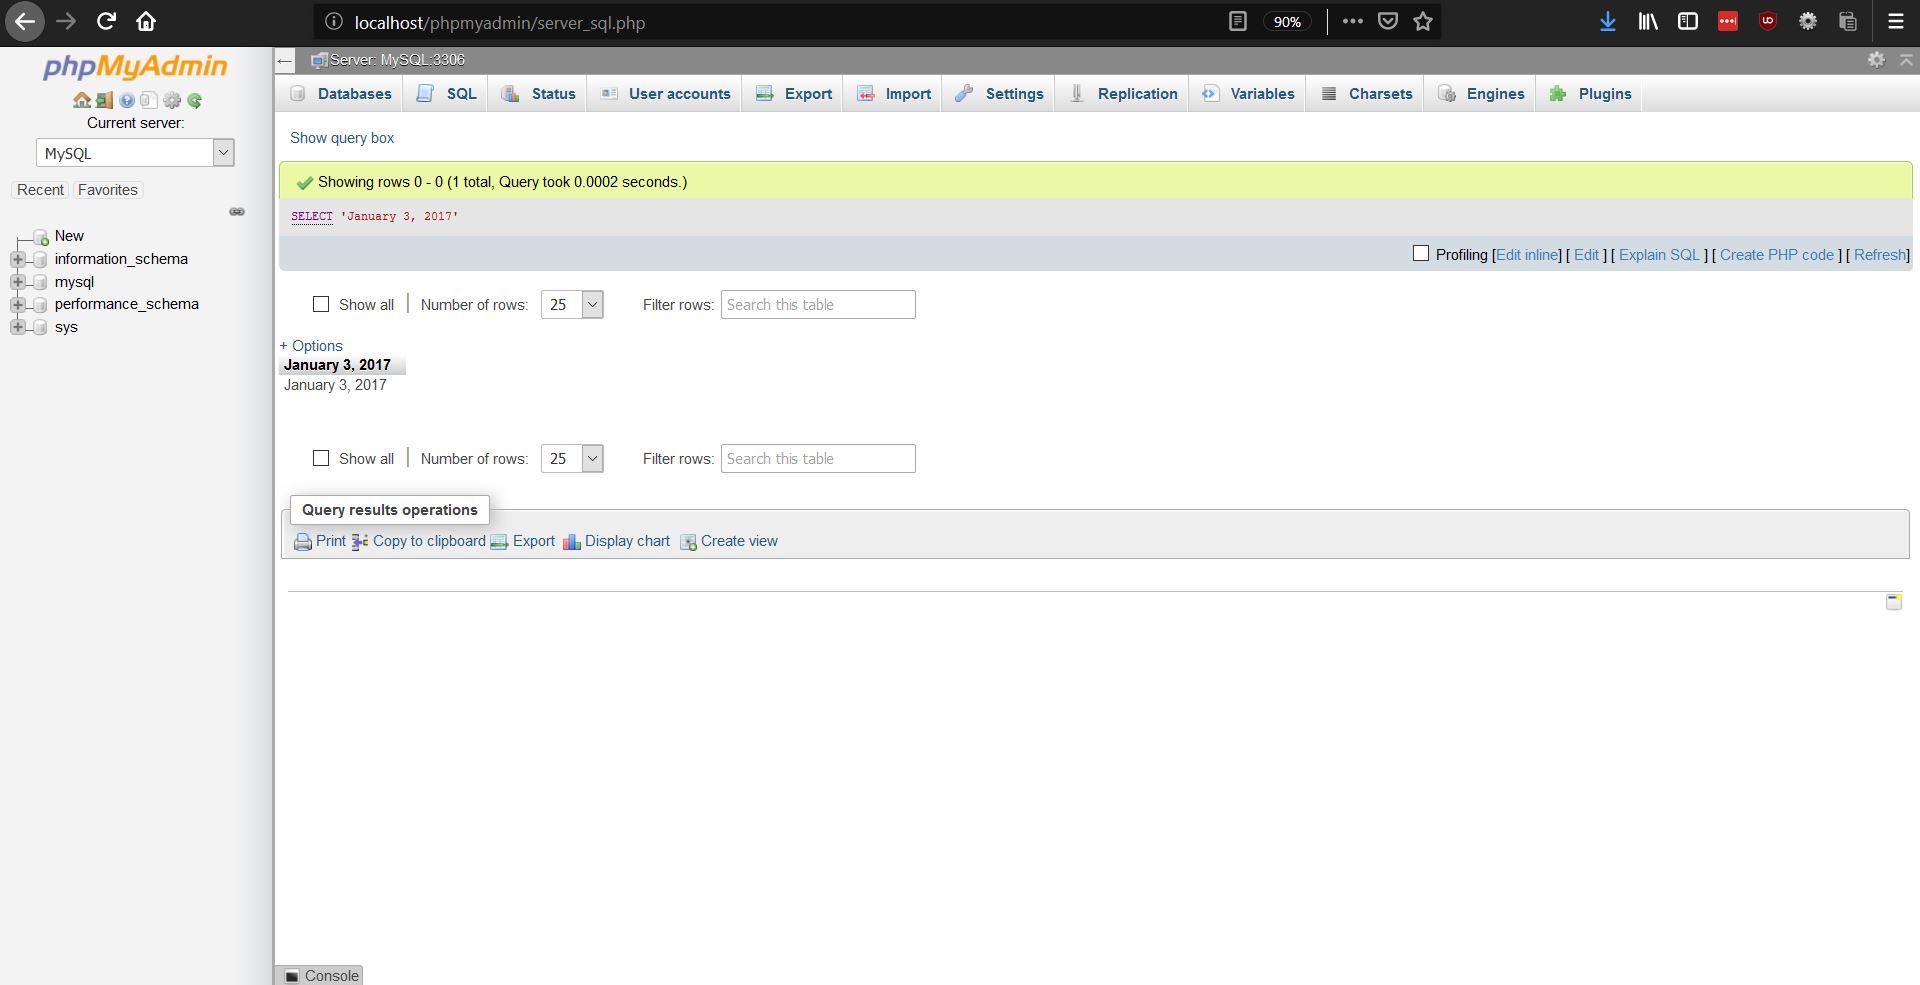 localhost/phpmyadmin/server_sql.php
90%
phpMyAdmin
Current server:
MySQL
Recent Favorites
New
information_schema
mysql
performance_schema
sys
Server: MySQL:3306
Databases SQL Status User accounts Export Import Settings Replication Variables Charsets Engines Plugins
Show query box
Showing rows 0 - 0 (1 total, Query took 0.0002 seconds.)
SELECT 'January 3, 2017'
Profiling [Edit inline] [ Edit ] [ Explain SQL ] [ Create PHP code ] [ Refresh]
Show all | Number of rows: 25 Filter rows: Search this table
+ Options
January 3, 2017
January 3, 2017
Show all | Number of rows: 25 Filter rows: Search this table
Query results operations
Print Copy to clipboard Export Display chart Create view
Console